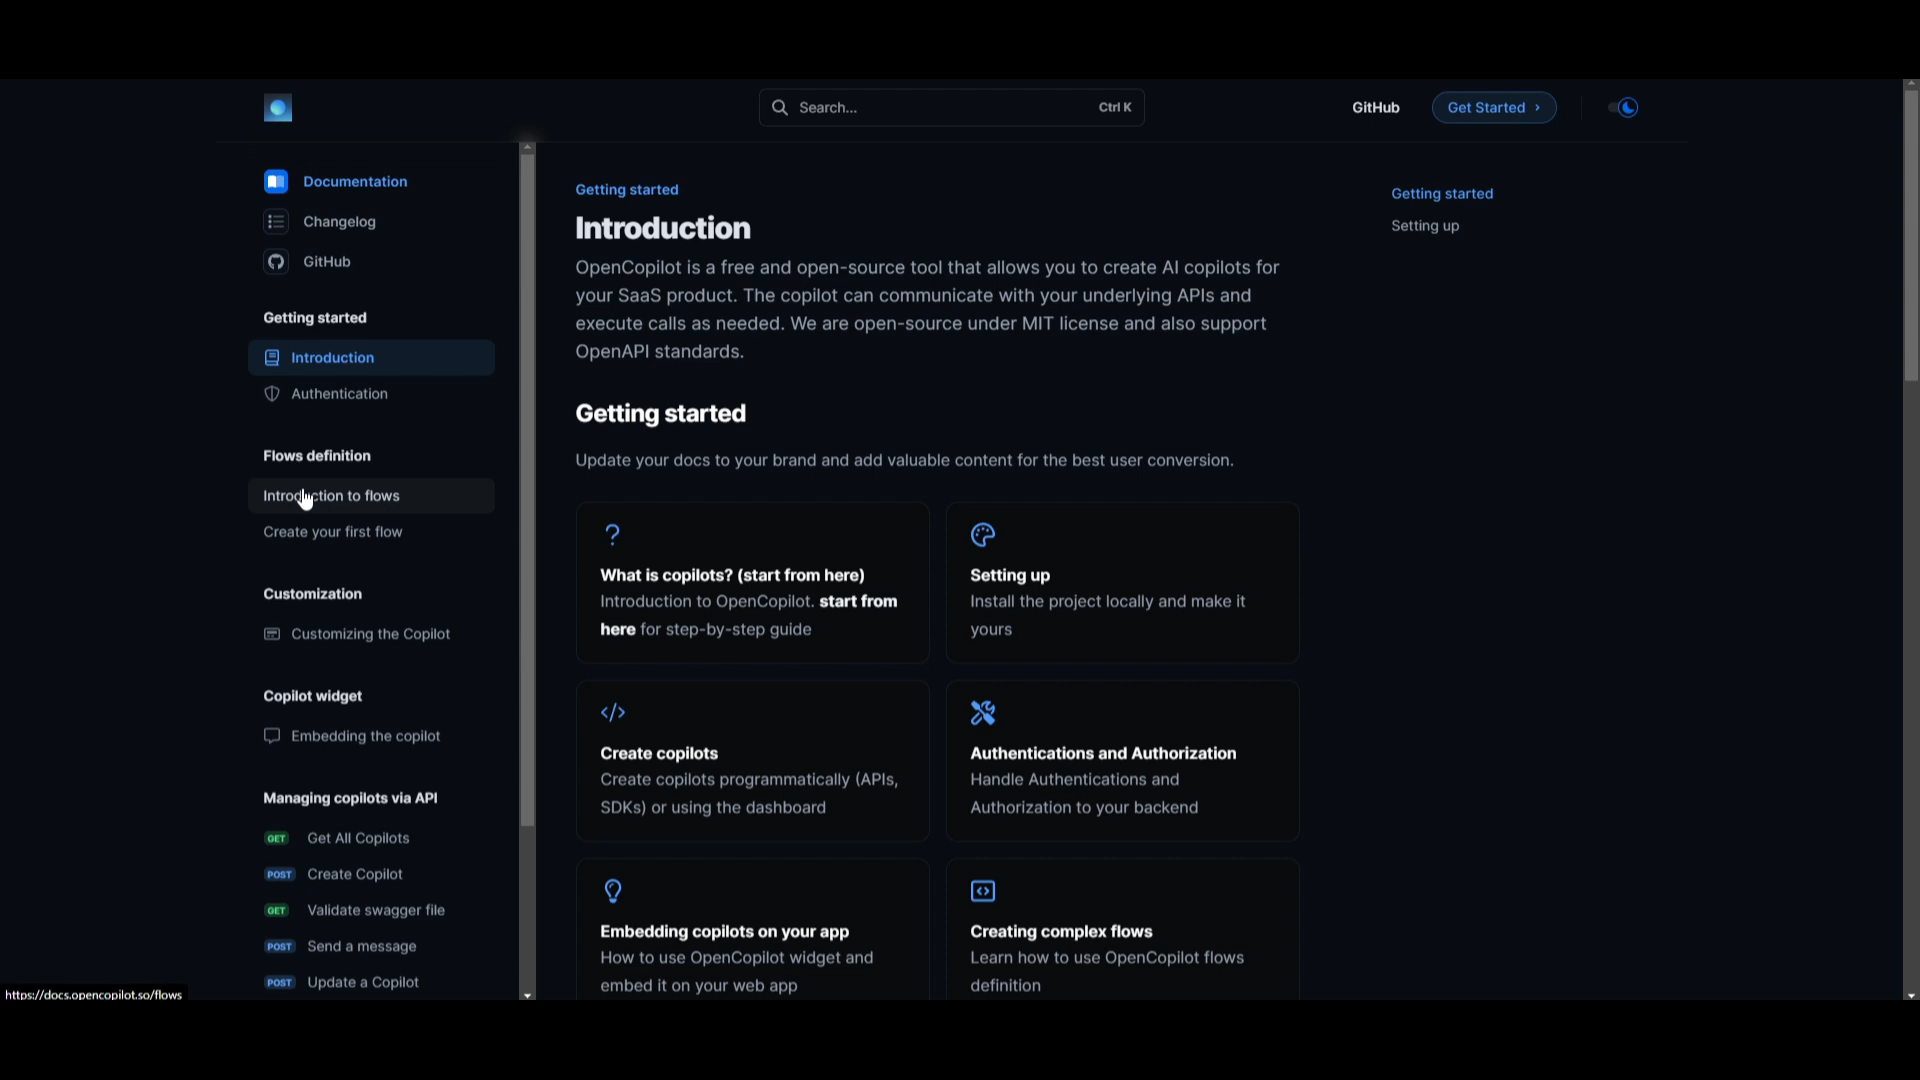 Search...
Ctrl K
GitHub
Get Started ›
Documentation
Changelog
GitHub
Getting started
Introduction
Authentication
Flows definition
Introduction to flows
Create your first flow
Customization
Customizing the Copilot
Copilot widget
Embedding the copilot
Managing copilots via API
GET Get All Copilots
POST Create Copilot
GET Validate swagger file
POST Send a message
POST Update a Copilot
Getting started
Introduction
OpenCopilot is a free and open-source tool that allows you to create AI copilots for
your SaaS product. The copilot can communicate with your underlying APIs and
execute calls as needed. We are open-source under MIT license and also support
OpenAPI standards.
Getting started
Update your docs to your brand and add valuable content for the best user conversion.
What is copilots? (start from here)
Introduction to OpenCopilot. start from
here for step-by-step guide
Setting up
Install the project locally and make it
yours
Create copilots
Create copilots programmatically (APIs,
SDKs) or using the dashboard
Authentications and Authorization
Handle Authentications and
Authorization to your backend
Embedding copilots on your app
How to use OpenCopilot widget and
embed it on your web app
Creating complex flows
Learn how to use OpenCopilot flows
definition
Getting started
Setting up
https://docs.opencopilot.so/flows